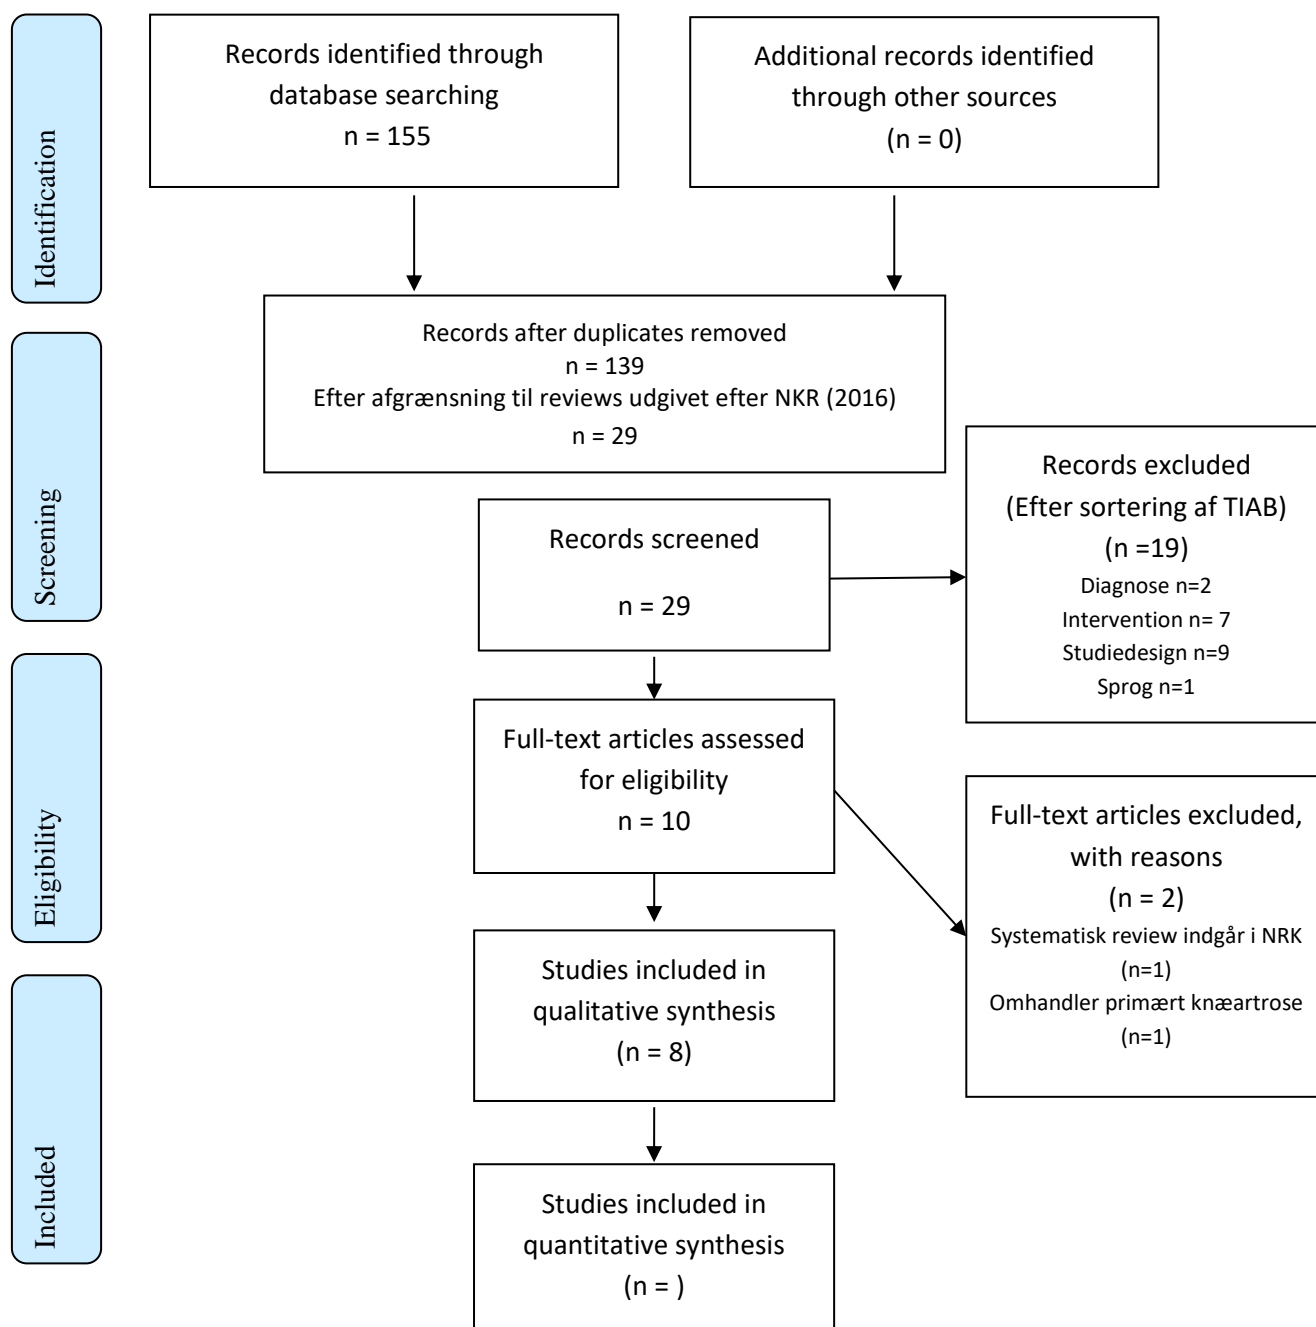 Identification
Records identified through
database searching
n = 155
Additional records identified
through other sources
(n = 0)
Screening
Records after duplicates removed
n = 139
Efter afgrænsning til reviews udgivet efter NKR (2016)
n = 29
Records screened
n = 29
Records excluded
(Efter sortering af TIAB)
(n =19)
Diagnose n=2
Intervention n= 7
Studiedesign n=9
Sprog n=1
Eligibility
Full-text articles assessed
for eligibility
n = 10
Full-text articles excluded,
with reasons
(n = 2)
Systematisk review indgår i NRK
(n=1)
Omhandler primært knæartrose
(n=1)
Included
Studies included in
qualitative synthesis
(n = 8)
Studies included in
quantitative synthesis
(n = )